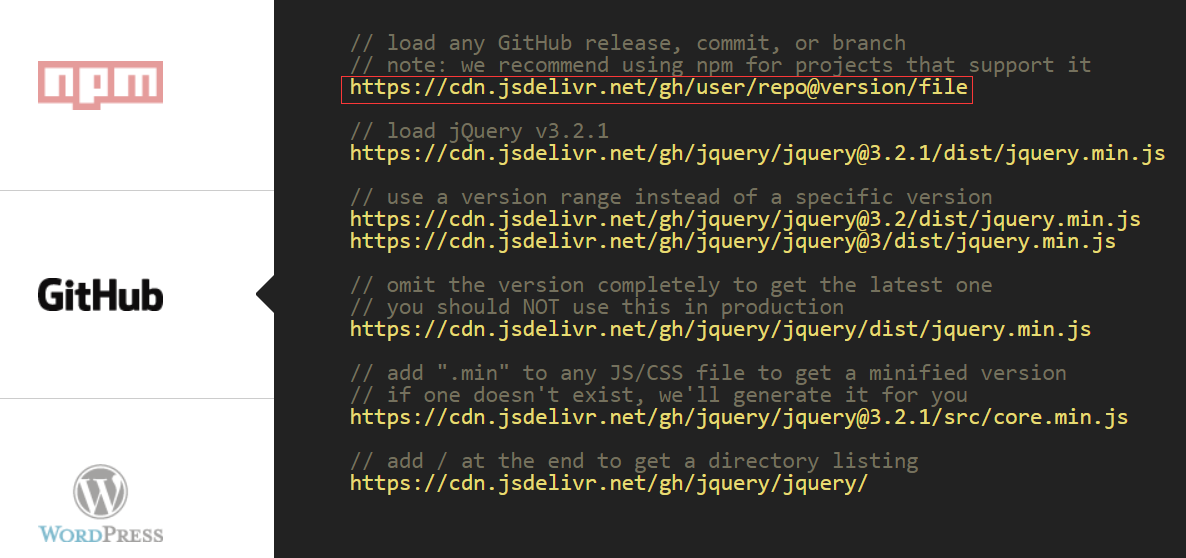 npm
GitHub
WORDPRESS
// load any GitHub release, commit, or branch
// note: we recommend using npm for projects that support it
https://cdn.jsdelivr.net/gh/user/repo@version/file
// load jQuery v3.2.1
https://cdn.jsdelivr.net/gh/jquery/jquery@3.2.1/dist/jquery.min.js
// use a version range instead of a specific version
https://cdn.jsdelivr.net/gh/jquery/jquery@3.2/dist/jquery.min.js
https://cdn.jsdelivr.net/gh/jquery/jquery@3/dist/jquery.min.js
// omit the version completely to get the latest one
// you should NOT use this in production
https://cdn.jsdelivr.net/gh/jquery/jquery/dist/jquery.min.js
// add ".min" to any JS/CSS file to get a minified version
// if one doesn't exist, we'll generate it for you
https://cdn.jsdelivr.net/gh/jquery/jquery@3.2.1/src/core.min.js
// add / at the end to get a directory listing
https://cdn.jsdelivr.net/gh/jquery/jquery/